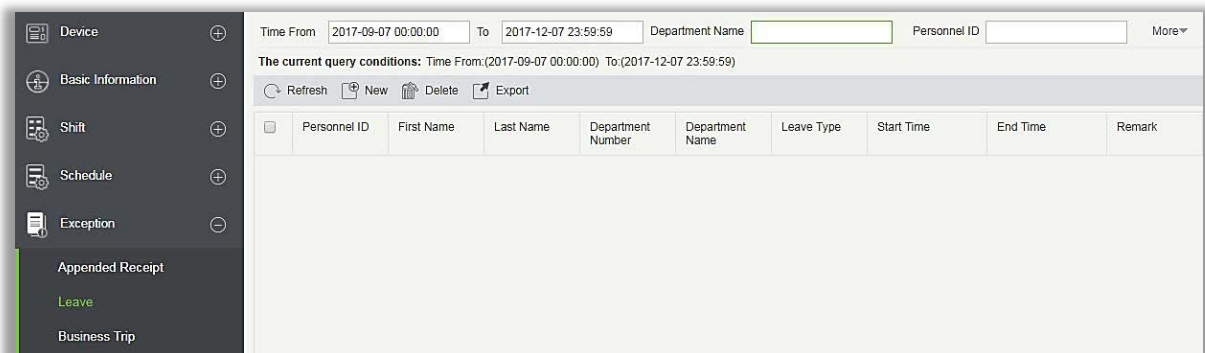 Device
Basic Information
Shift
Schedule
Exception
Appended Receipt
Leave
Business Trip
Time From 2017-09-07 00:00:00 To 2017-12-07 23:59:59 Department Name Personnel ID More
The current query conditions: Time From:(2017-09-07 00:00:00) To:(2017-12-07 23:59:59)
Refresh New Delete Export
Personnel ID First Name Last Name Department Number Department Name Leave Type Start Time End Time Remark